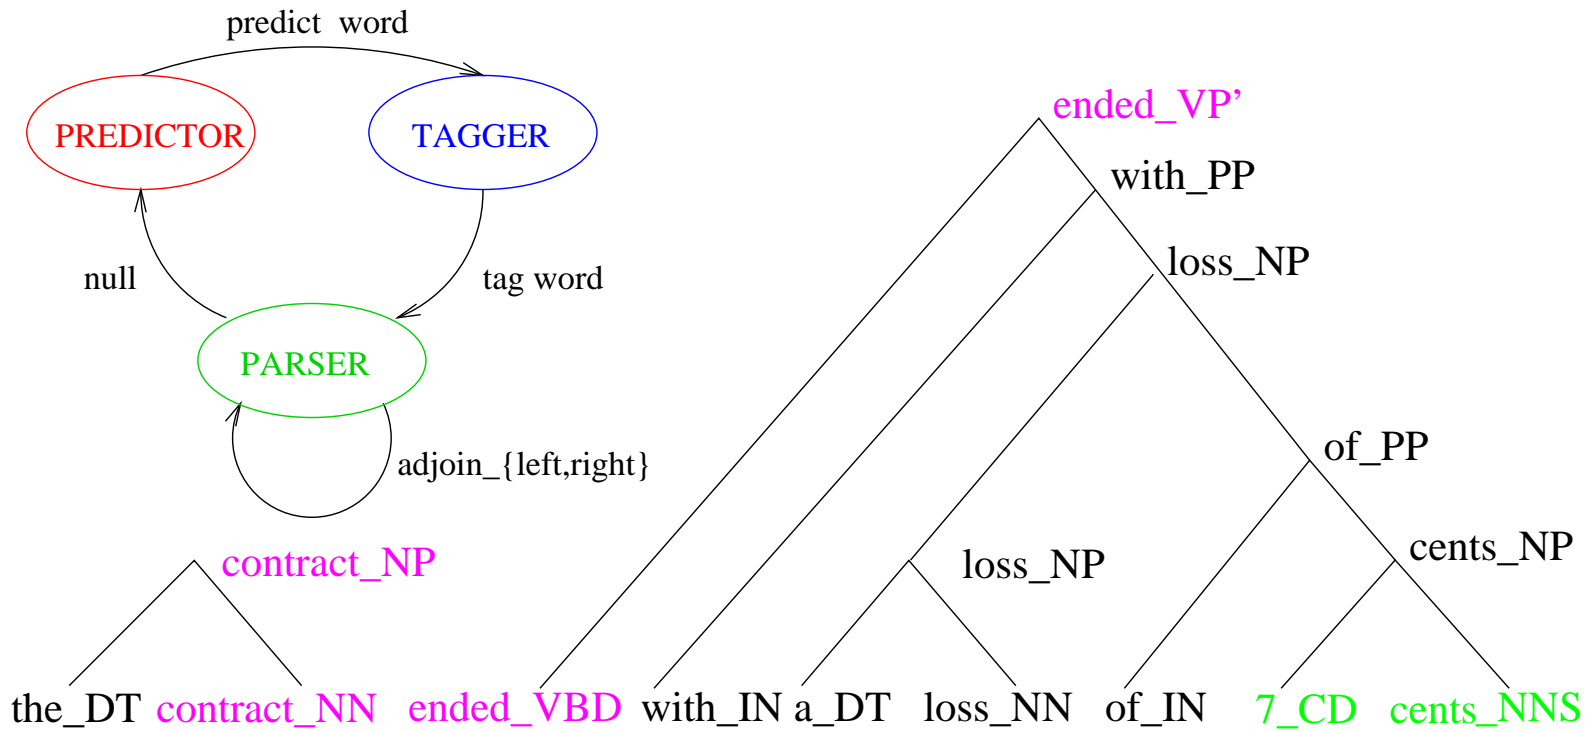 predict word
PREDICTOR
TAGGER
null
tag word
PARSER
adjoin_{left,right}
ended_VP'
with_PP
loss_NP
of_PP
cents_NP
loss_NP
contract_NP
the_DT contract_NN ended_VBD with_IN a_DT loss_NN of_IN 7_CD cents_NNS